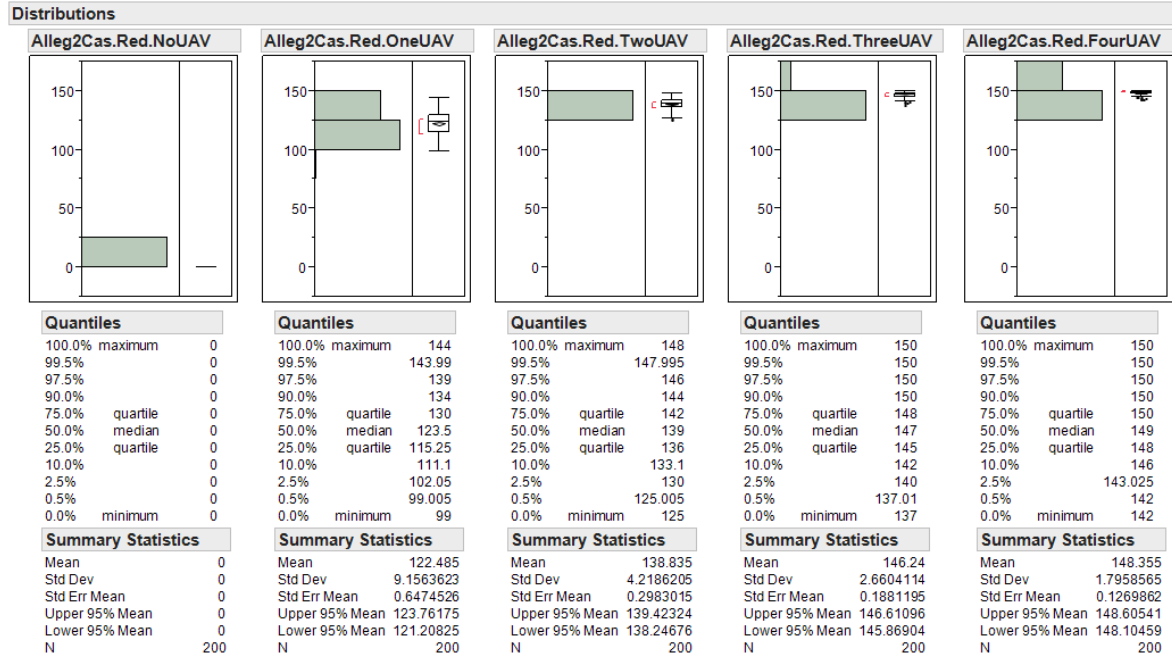 Distributions
Alleg2Cas.Red.NoUAV
150
100
50
0
Quantiles
100.0% maximum 0
99.5% 0
97.5% 0
90.0% 0
75.0% quartile 0
50.0% median 0
25.0% quartile 0
10.0% 0
2.5% 0
0.5% 0
0.0% minimum 0
Summary Statistics
Mean 0
Std Dev 0
Std Err Mean 0
Upper 95% Mean 0
Lower 95% Mean 0
N 200
Alleg2Cas.Red.OneUAV
150
100
50
0
Quantiles
100.0% maximum 144
99.5% 143.99
97.5% 139
90.0% 134
75.0% quartile 130
50.0% median 123.5
25.0% quartile 115.25
10.0% 111.1
2.5% 102.05
0.5% 99.005
0.0% minimum 99
Summary Statistics
Mean 122.485
Std Dev 9.1563623
Std Err Mean 0.6474526
Upper 95% Mean 123.76175
Lower 95% Mean 121.20825
N 200
Alleg2Cas.Red.TwoUAV
150
100
50
0
Quantiles
100.0% maximum 148
99.5% 147.995
97.5% 146
90.0% 144
75.0% quartile 142
50.0% median 139
25.0% quartile 136
10.0% 133.1
2.5% 130
0.5% 125.005
0.0% minimum 125
Summary Statistics
Mean 138.835
Std Dev 4.2186205
Std Err Mean 0.2983015
Upper 95% Mean 139.42324
Lower 95% Mean 138.24676
N 200
Alleg2Cas.Red.ThreeUAV
150
100
50
0
Quantiles
100.0% maximum 150
99.5% 150
97.5% 150
90.0% 150
75.0% quartile 148
50.0% median 147
25.0% quartile 145
10.0% 142
2.5% 140
0.5% 137.01
0.0% minimum 137
Summary Statistics
Mean 146.24
Std Dev 2.6604114
Std Err Mean 0.1881195
Upper 95% Mean 146.61096
Lower 95% Mean 145.86904
N 200
Alleg2Cas.Red.FourUAV
150
100
50
0
Quantiles
100.0% maximum 150
99.5% 150
97.5% 150
90.0% 150
75.0% quartile 150
50.0% median 149
25.0% quartile 148
10.0% 146
2.5% 143.025
0.5% 142
0.0% minimum 142
Summary Statistics
Mean 148.355
Std Dev 1.7958565
Std Err Mean 0.1269862
Upper 95% Mean 148.60541
Lower 95% Mean 148.10459
N 200